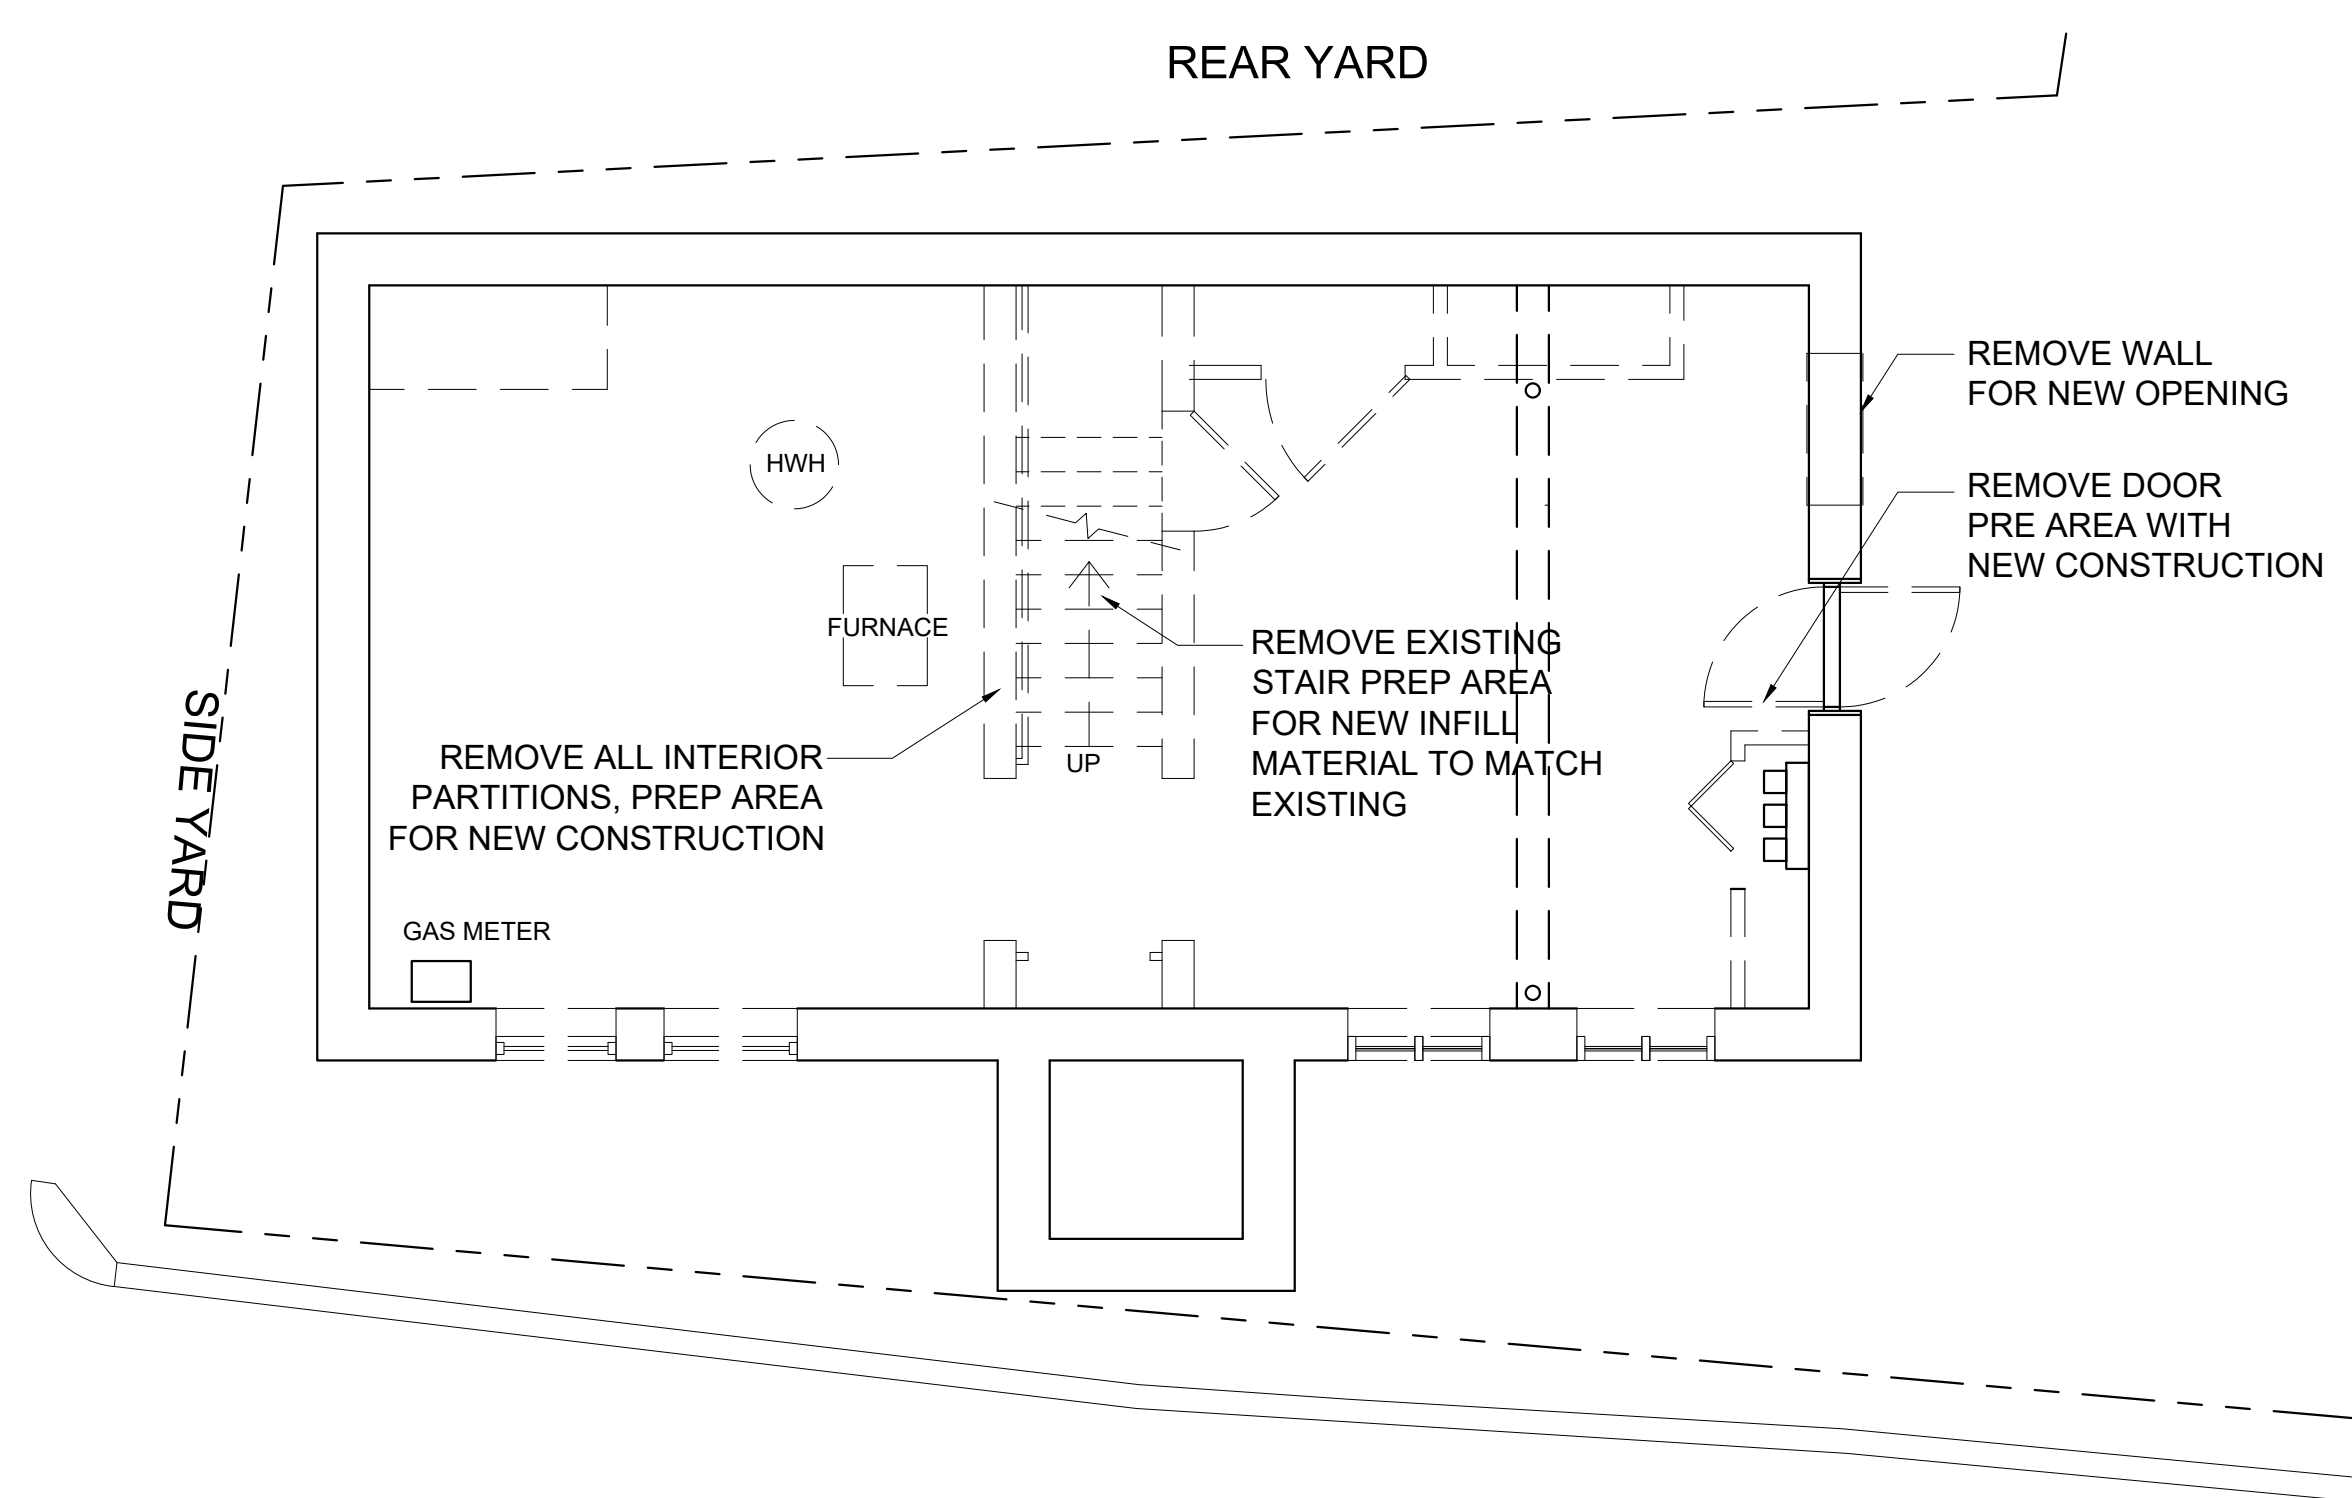 REAR YARD
REMOVE WALL
FOR NEW OPENING
HWH
REMOVE DOOR
PRE AREA WITH
NEW CONSTRUCTION
FURNACE
REMOVE EXISTING
STAIR PREP AREA
FOR NEW INFILL
MATERIAL TO MATCH
EXISTING
SIDE YARD
REMOVE ALL INTERIOR
PARTITIONS, PREP AREA
FOR NEW CONSTRUCTION
UP
GAS METER